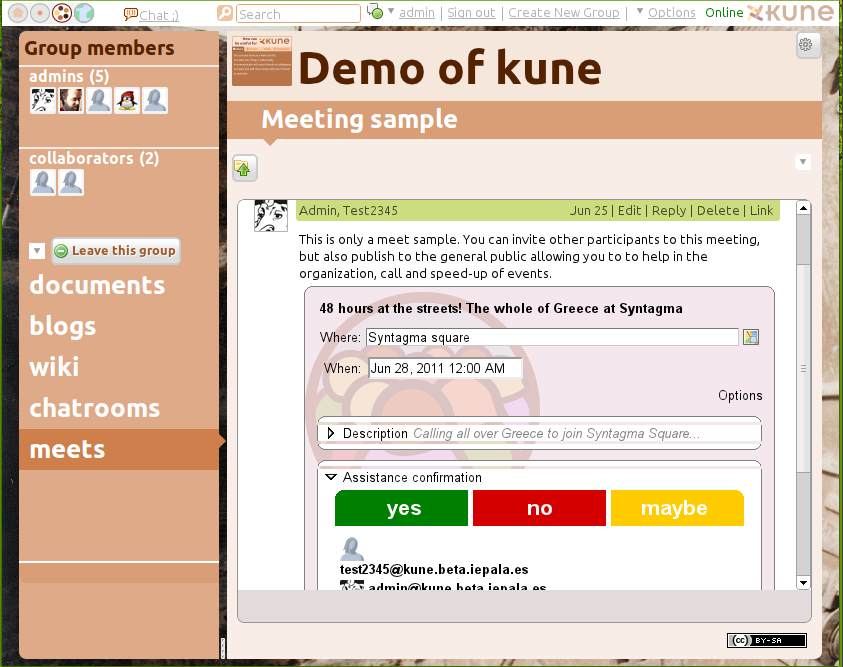 Chat ;)
Search
admin | Sign out | Create New Group | Options Online kune
Group members
admins (5)
collaborators (2)
Leave this group
documents
blogs
wiki
chatrooms
meets
kune
Demo of kune
Meeting sample
Admin, Test2345 Jun 25 | Edit | Reply | Delete | Link
This is only a meet sample. You can invite other participants to this meeting,
but also publish to the general public allowing you to to help in the
organization, call and speed-up of events.
48 hours at the streets! The whole of Greece at Syntagma
Where: Syntagma square
When: Jun 28, 2011 12:00 AM
Options
Description Calling all over Greece to join Syntagma Square...
Assistance confirmation
yes no maybe
test2345@kune.beta.iepala.es
admin@kune.beta.iepala.es
(cc) BY-SA